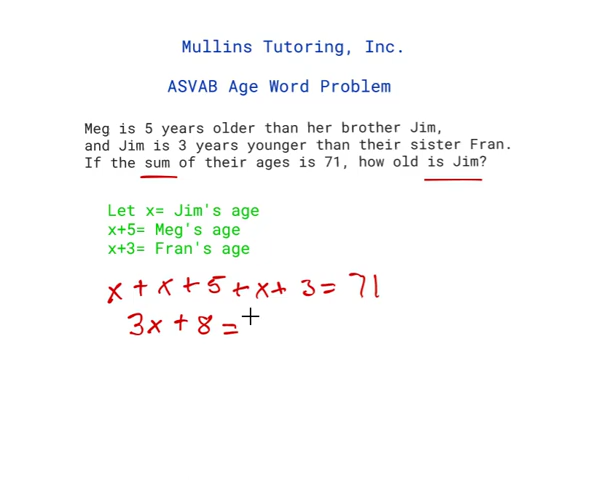 Mullins Tutoring, Inc.
ASVAB Age Word Problem
Meg is 5 years older than her brother Jim,
and Jim is 3 years younger than their sister Fran.
If the sum of their ages is 71, how old is Jim?
Let x= Jim's age
x+5= Meg's age
x+3= Fran's age
x + x + 5 + x + 3 = 71
3x + 8 =